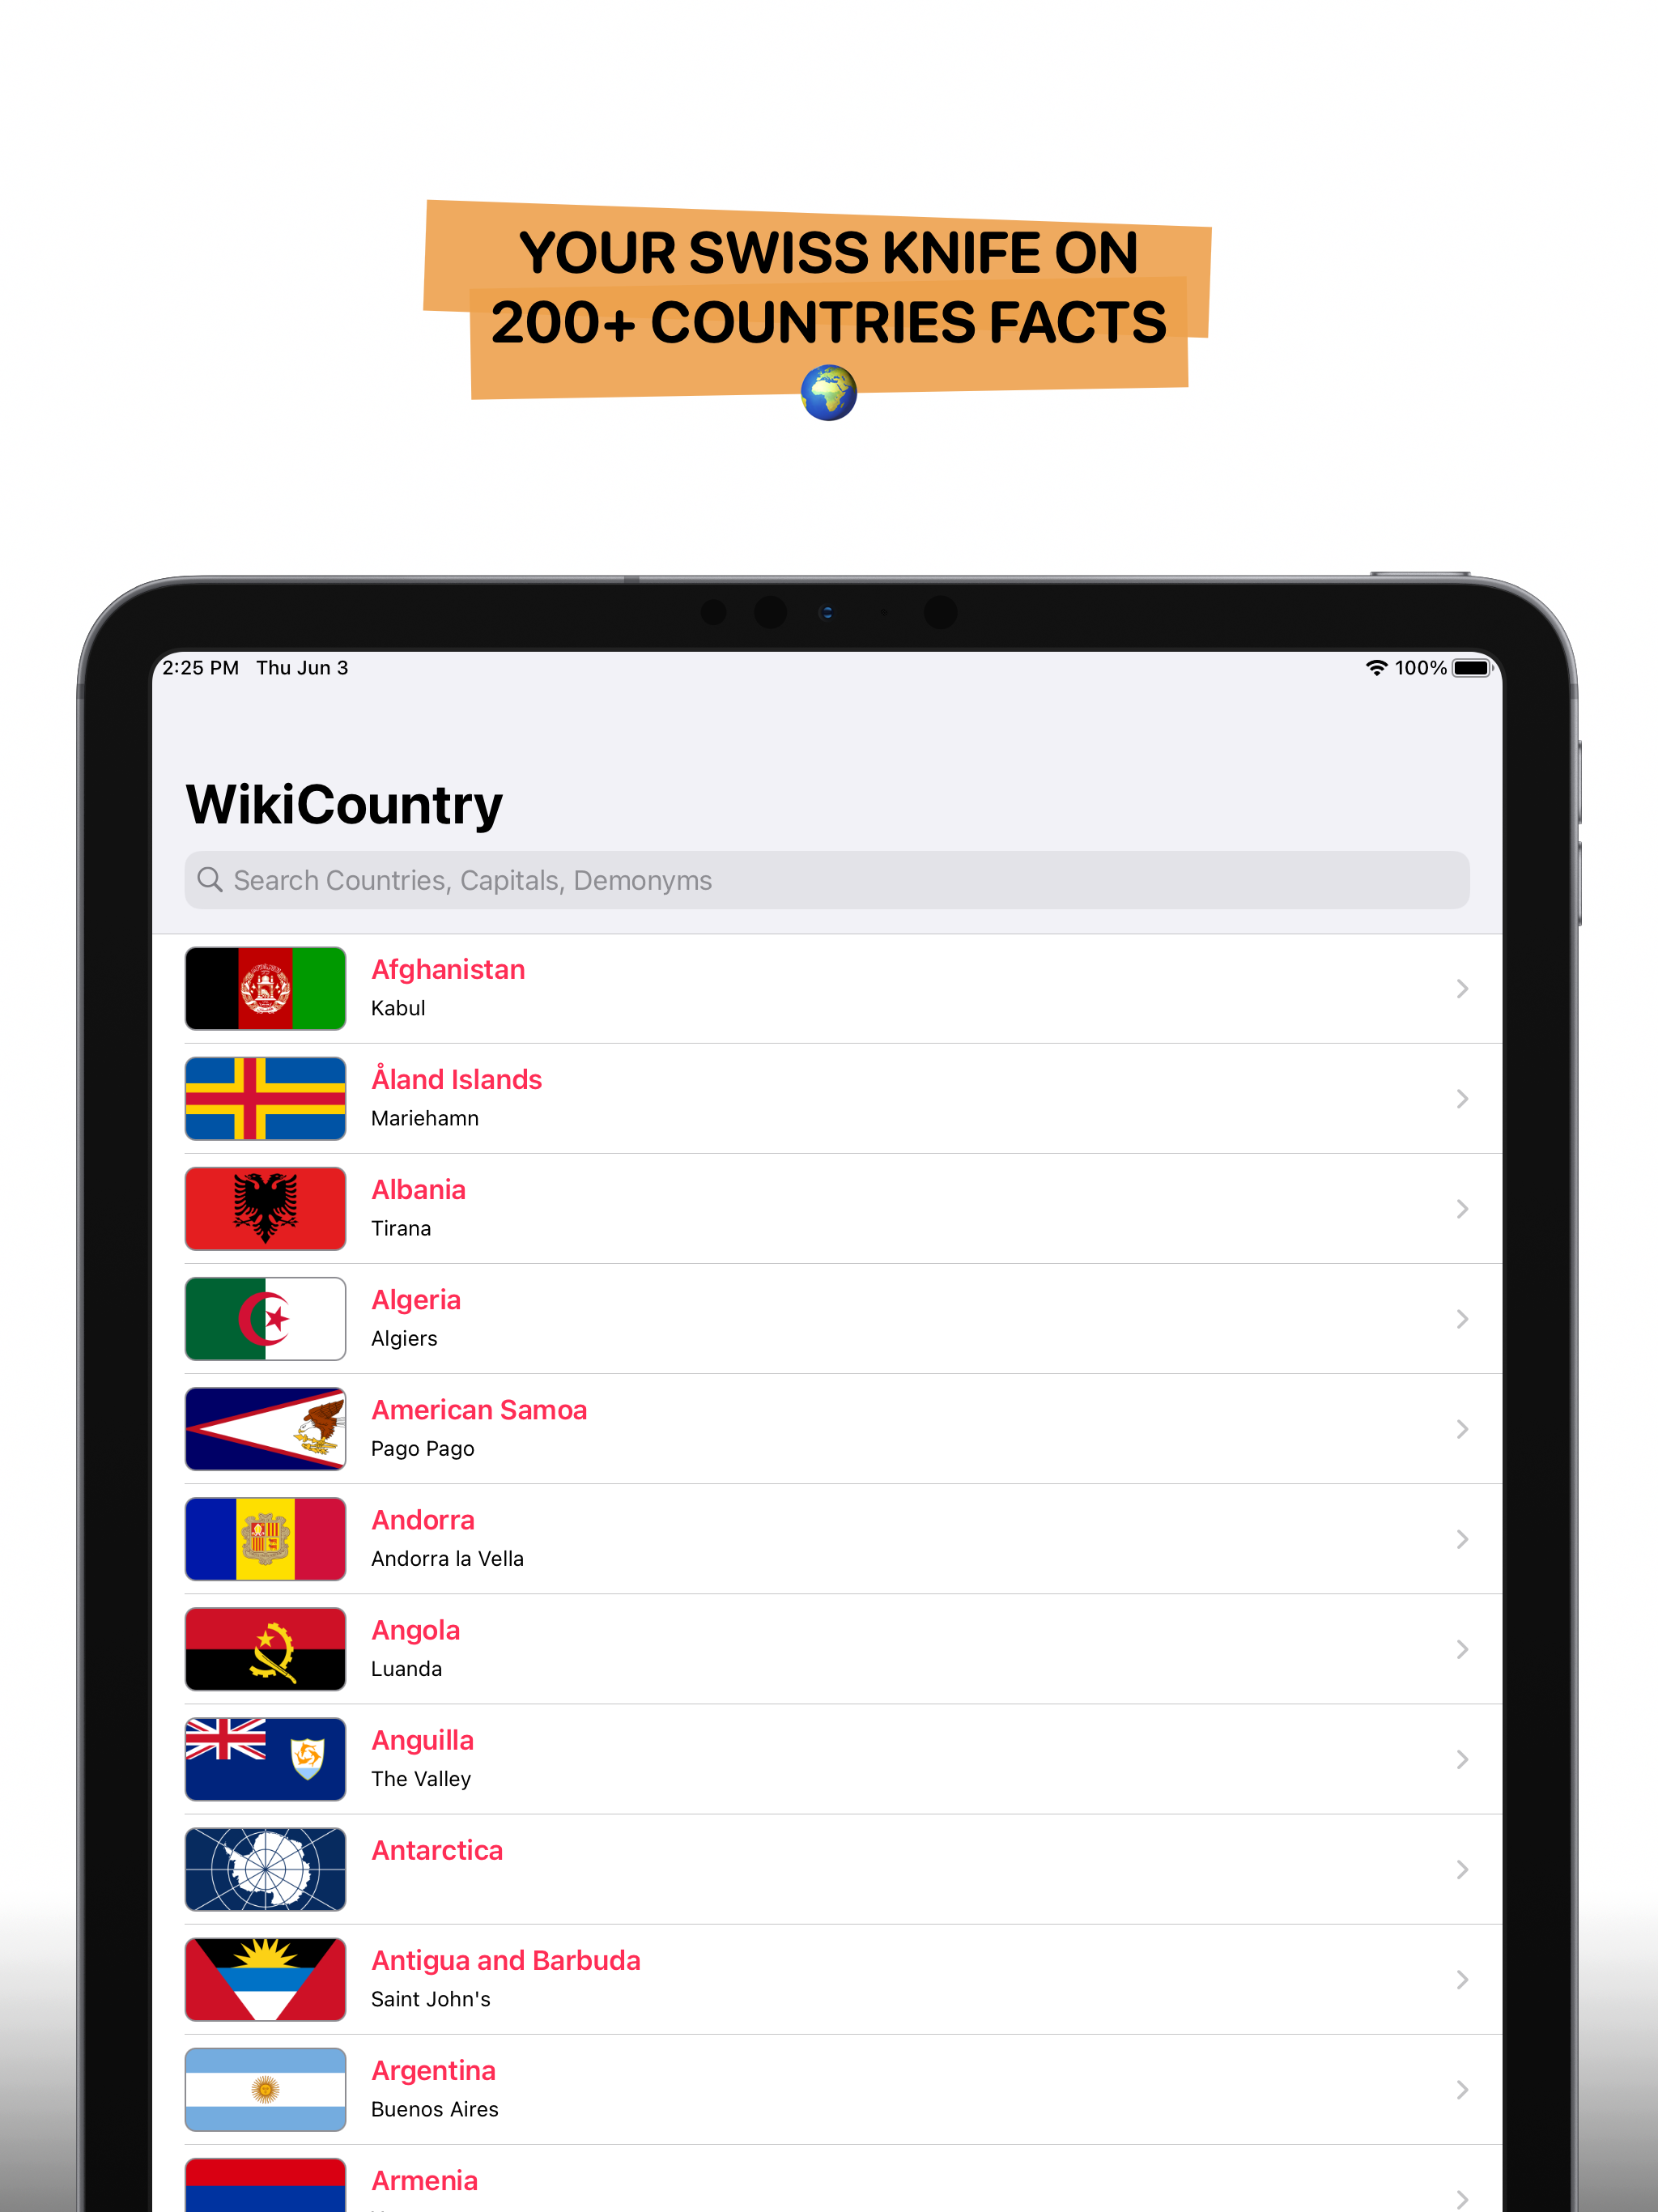 YOUR SWISS KNIFE ON
200+ COUNTRIES FACTS
2:25 PM Thu Jun 3 100%
WikiCountry
Search Countries, Capitals, Demonyms
Afghanistan
Kabul
Åland Islands
Mariehamn
Albania
Tirana
Algeria
Algiers
American Samoa
Pago Pago
Andorra
Andorra la Vella
Angola
Luanda
Anguilla
The Valley
Antarctica
Antigua and Barbuda
Saint John's
Argentina
Buenos Aires
Armenia